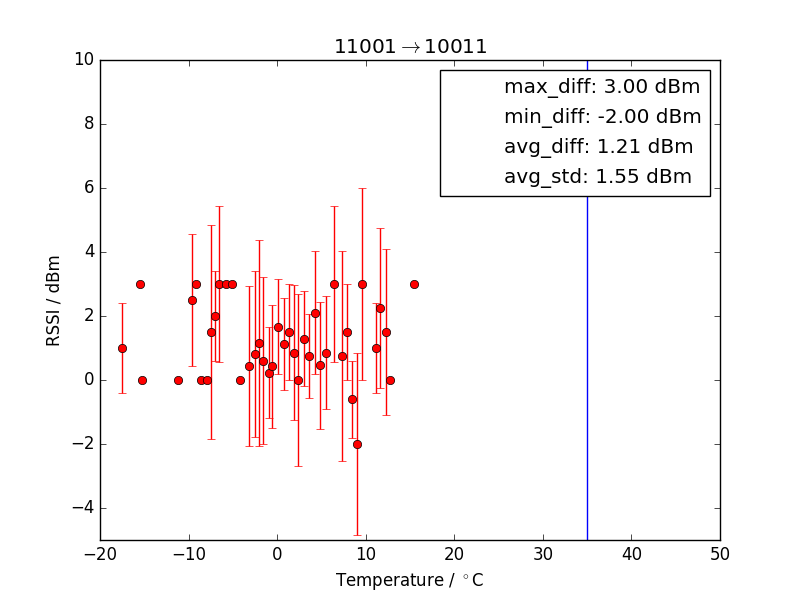 11001→10011
max_diff: 3.00 dBm
min_diff: -2.00 dBm
avg_diff: 1.21 dBm
avg_std: 1.55 dBm
RSSI / dBm
10
8
6
4
2
0
−2
−4
−20 −10 0 10 20 30 40 50
Temperature / °C